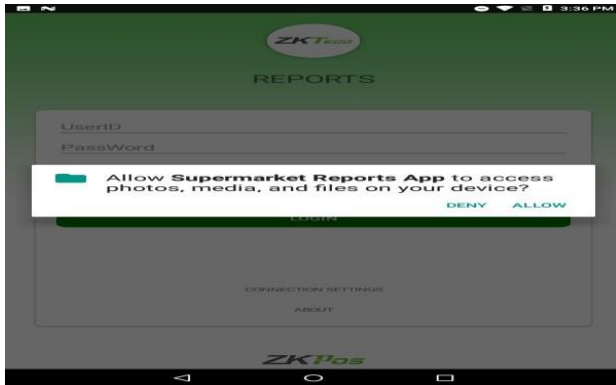 3:36 PM
ZKTeco
REPORTS
UserID
PassWord
Allow Supermarket Reports App to access
photos, media, and files on your device?
DENY ALLOW
LOGIN
CONNECTION SETTINGS
ABOUT
ZKPos